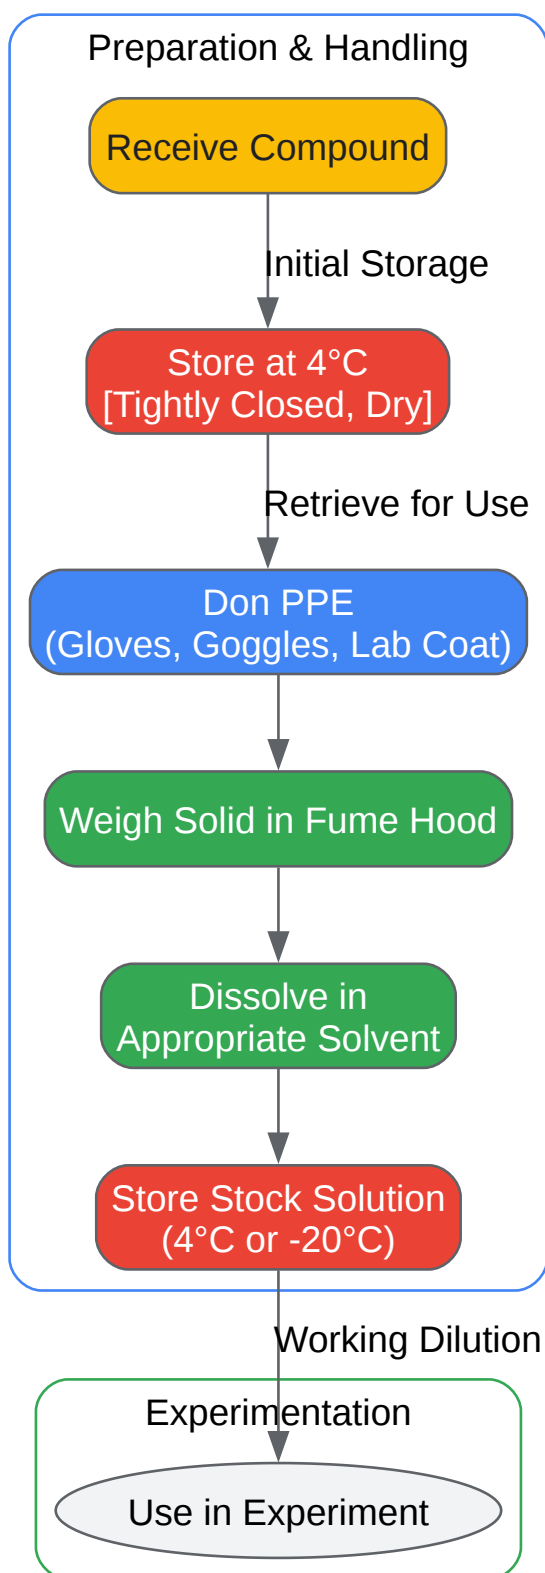 Preparation & Handling
Receive Compound
Initial Storage
Store at 4°C
[Tightly Closed, Dry]
Retrieve for Use
Don PPE
(Gloves, Goggles, Lab Coat)
Weigh Solid in Fume Hood
Dissolve in
Appropriate Solvent
Store Stock Solution
(4°C or -20°C)
Working Dilution
Experimentation
Use in Experiment